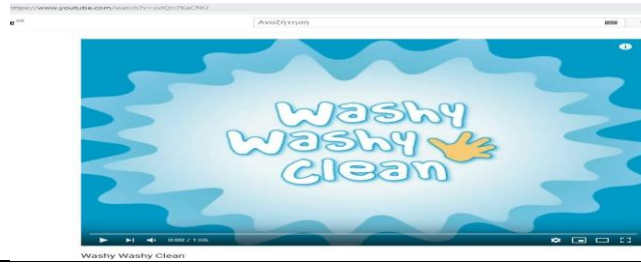 https://www.youtube.com/watch?v=
Αναζήτηση
Washy
Washy
Clean
0:00 / 1:05
Washy Washy Clean